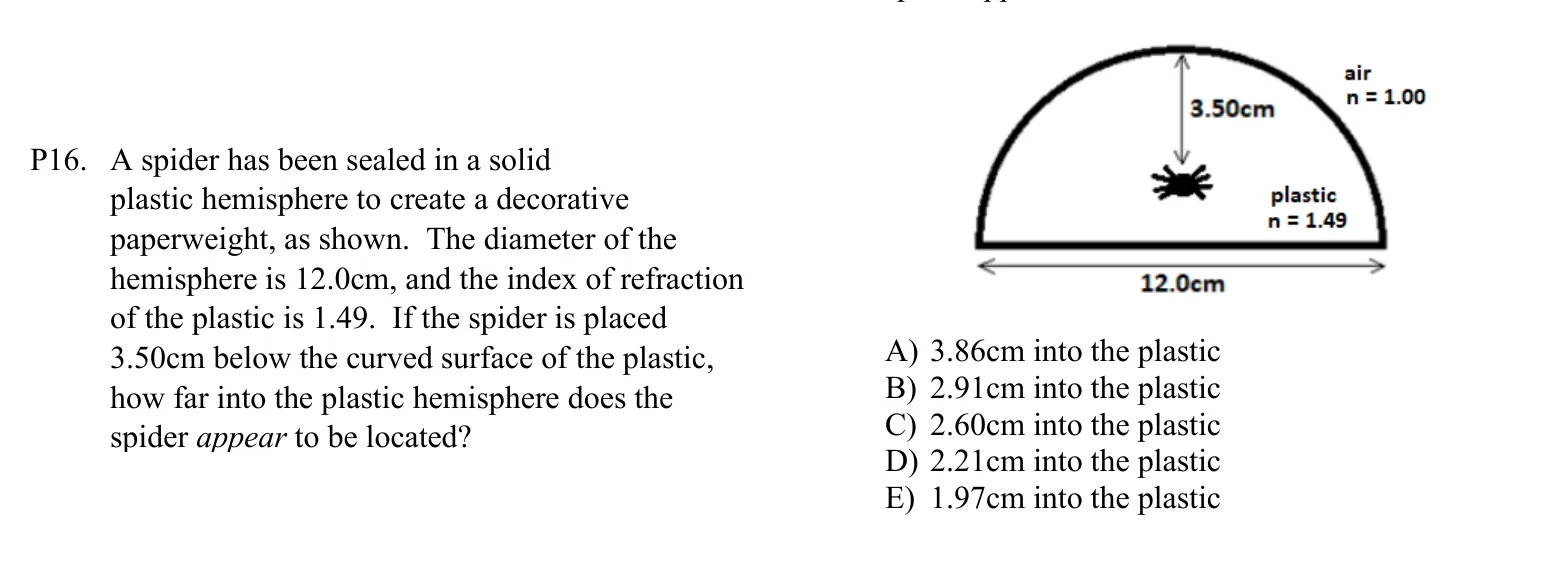 P16. A spider has been sealed in a solid
plastic hemisphere to create a decorative
paperweight, as shown. The diameter of the
hemisphere is 12.0cm, and the index of refraction
of the plastic is 1.49. If the spider is placed
3.50cm below the curved surface of the plastic,
how far into the plastic hemisphere does the
spider appear to be located?
air
n = 1.00
3.50cm
plastic
n = 1.49
12.0cm
A) 3.86cm into the plastic
B) 2.91cm into the plastic
C) 2.60cm into the plastic
D) 2.21cm into the plastic
E) 1.97cm into the plastic